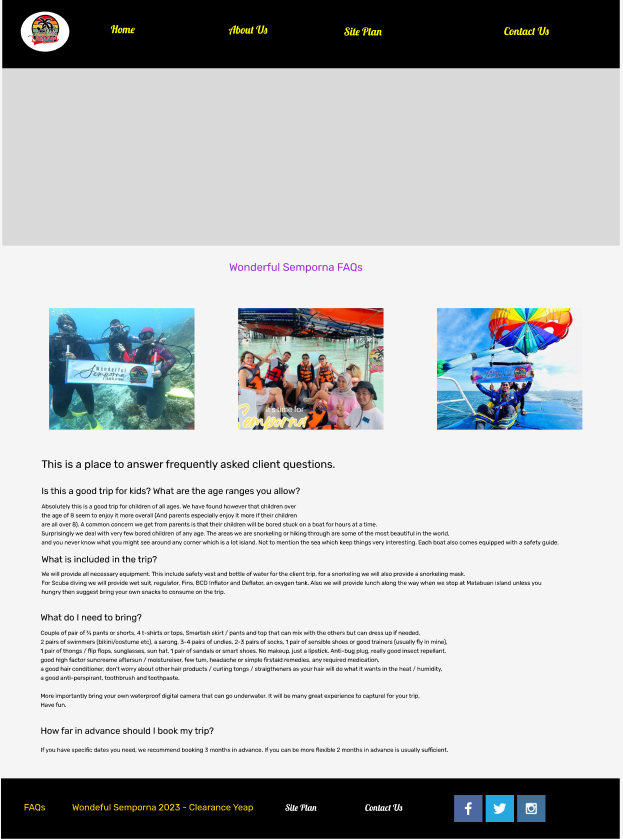 Home
About Us
Site Plan
Contact Us
Wonderful Semporna FAQs
Wonderful
Semporna
it's time for
Semporna
This is a place to answer frequently asked client questions.
Is this a good trip for kids? What are the age ranges you allow?
Absolutely this is a good trip for children of all ages. We have found however that children over
the age of 8 seem to enjoy it more overall (And parents especially enjoy it more if their children
are all over 8). A common concern we get from parents is that their children will be bored stuck on a boat for hours at a time.
Surprisingly we deal with very few bored children of any age. The areas we are snorkeling or hiking through are some of the most beautiful in the world,
and you never know what you might see around any corner which is a lot island. Not to mention the sea which keep things very interesting. Each boat also comes equipped with a safety guide.
What is included in the trip?
We will provide all necessary equipment. This include safety vest and bottle of water for the client trip, for a snorkeling we will also provide a snorkeling mask.
For Scuba diving we will provide wet suit, regulator, Fins, BCD Inflator and Deflator, an oxygen tank. Also we will provide lunch along the way when we stop at Matabuan island unless you
hungry then suggest bring your own snacks to consume on the trip.
What do I need to bring?
Couple of pair of ¾ pants or shorts, 4 t-shirts or tops, Smartish skirt / pants and top that can mix with the others but can dress up if needed,
2 pairs of swimmers (bikini/costume etc), a sarong, 3-4 pairs of undies, 2-3 pairs of socks, 1 pair of sensible shoes or good trainers (usually fly in mine),
1 pair of thongs / flip flops, sunglasses, sun hat, 1 pair of sandals or smart shoes. No makeup, just a lipstick. Anti-bug plug, really good insect repellant.
good high factor suncreame aftersun / moistureiser, few tum, headache or simple firstaid remedies, any required medication,
a good hair conditioner, don't worry about other hair products / curling tongs / straigteners as your hair will do what it wants in the heat / humidity,
a good anti-perspirant, toothbrush and toothpaste.
More importantly bring your own waterproof digital camera that can go underwater. It will be many great experience to capturel for your trip.
Have fun.
How far in advance should I book my trip?
If you have specific dates you need, we recommend booking 3 months in advance. If you can be more flexible 2 months in advance is usually sufficient.
FAQs
Wondeful Semporna 2023 - Clearance Yeap
Site Plan
Contact Us